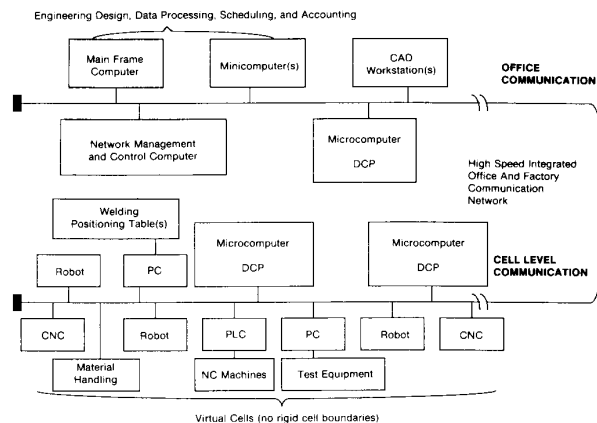 Engineering Design, Data Processing, Scheduling, and Accounting
Main Frame
Computer
Minicomputer(s)
CAD
Workstation(s)
OFFICE
COMMUNICATION
Network Management
and Control Computer
Microcomputer
DCP
High Speed Integrated
Office And Factory
Communication
Network
Welding
Positioning Table(s)
Microcomputer
DCP
Microcomputer
DCP
CELL LEVEL
COMMUNICATION
Robot
PC
CNC
Robot
PLC
PC
Robot
CNC
Material
Handling
NC Machines
Test Equipment
Virtual Cells (no rigid cell boundaries)